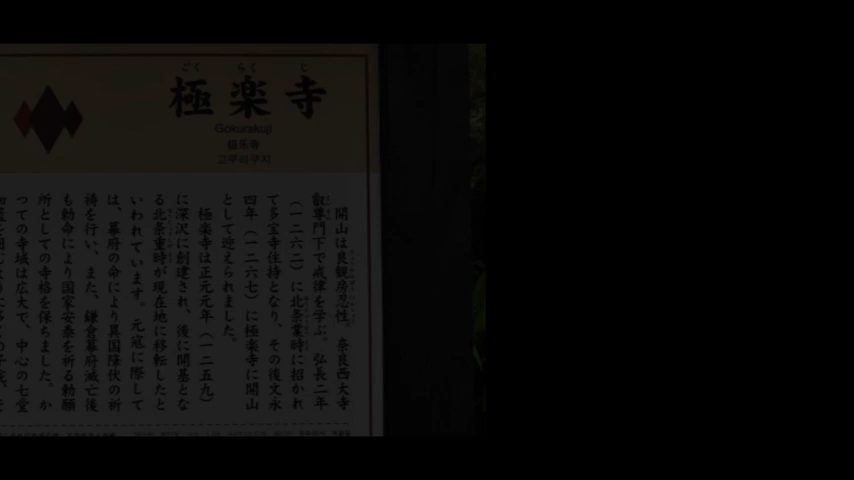 ごく らく じ
極楽寺
Gokurakuji
极乐寺
고쿠라쿠지
開山は良観房忍性。奈良西大寺
叡尊門下で戒律を学ぶ。弘長二年
（一二六二）に北条業時に招かれ
て多宝寺住持となり、その後文永
四年（一二六七）に極楽寺に開山
として迎えられました。
極楽寺は正元元年（一二五九）
に深沢に創建され、後に開基とな
る北条重時が現在地に移転したと
いわれています。元寇に際して
は、幕府の命により異国降伏の祈
祷を行い、また、鎌倉幕府滅亡後
も勅命により国家安泰を祈る勅願
所としての寺格を保ちました。か
つての寺域は広大で、中心の七堂